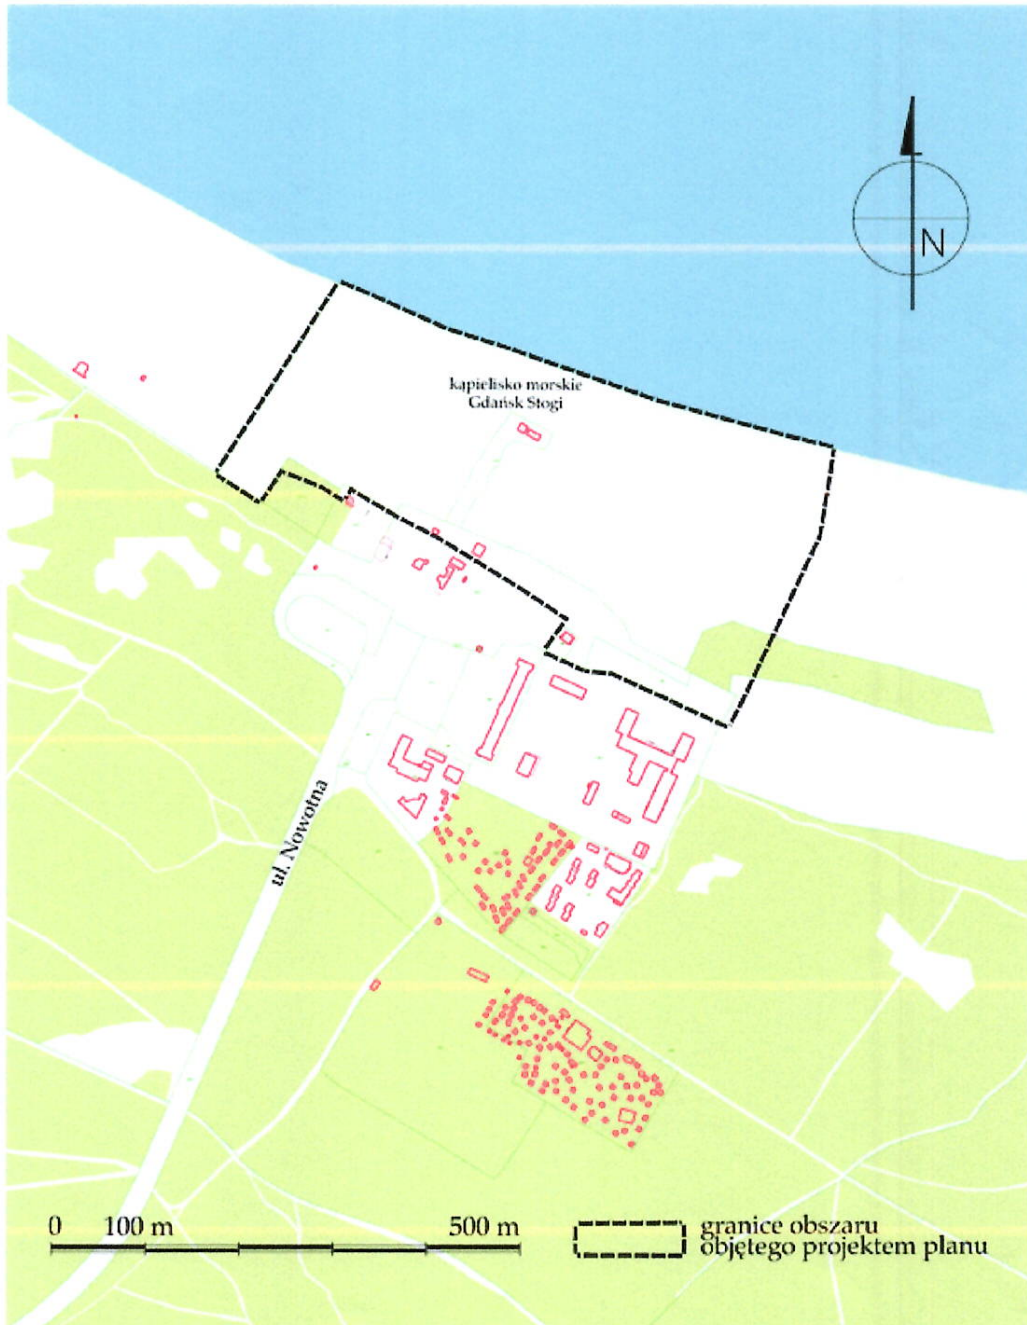 N
kąpielisko morskie
Gdańsk Stogi
ul. Nowotna
0 100 m 500 m
granice obszaru
objętego projektem planu